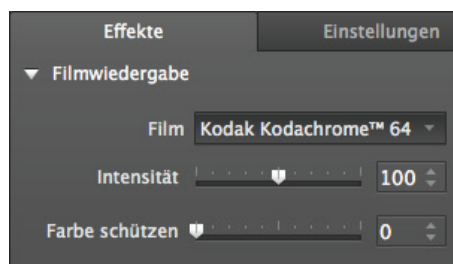 Effekte Einstellungen
Filmwiedergabe
Film Kodak Kodachrome™ 64
Intensität 100
Farbe schützen 0